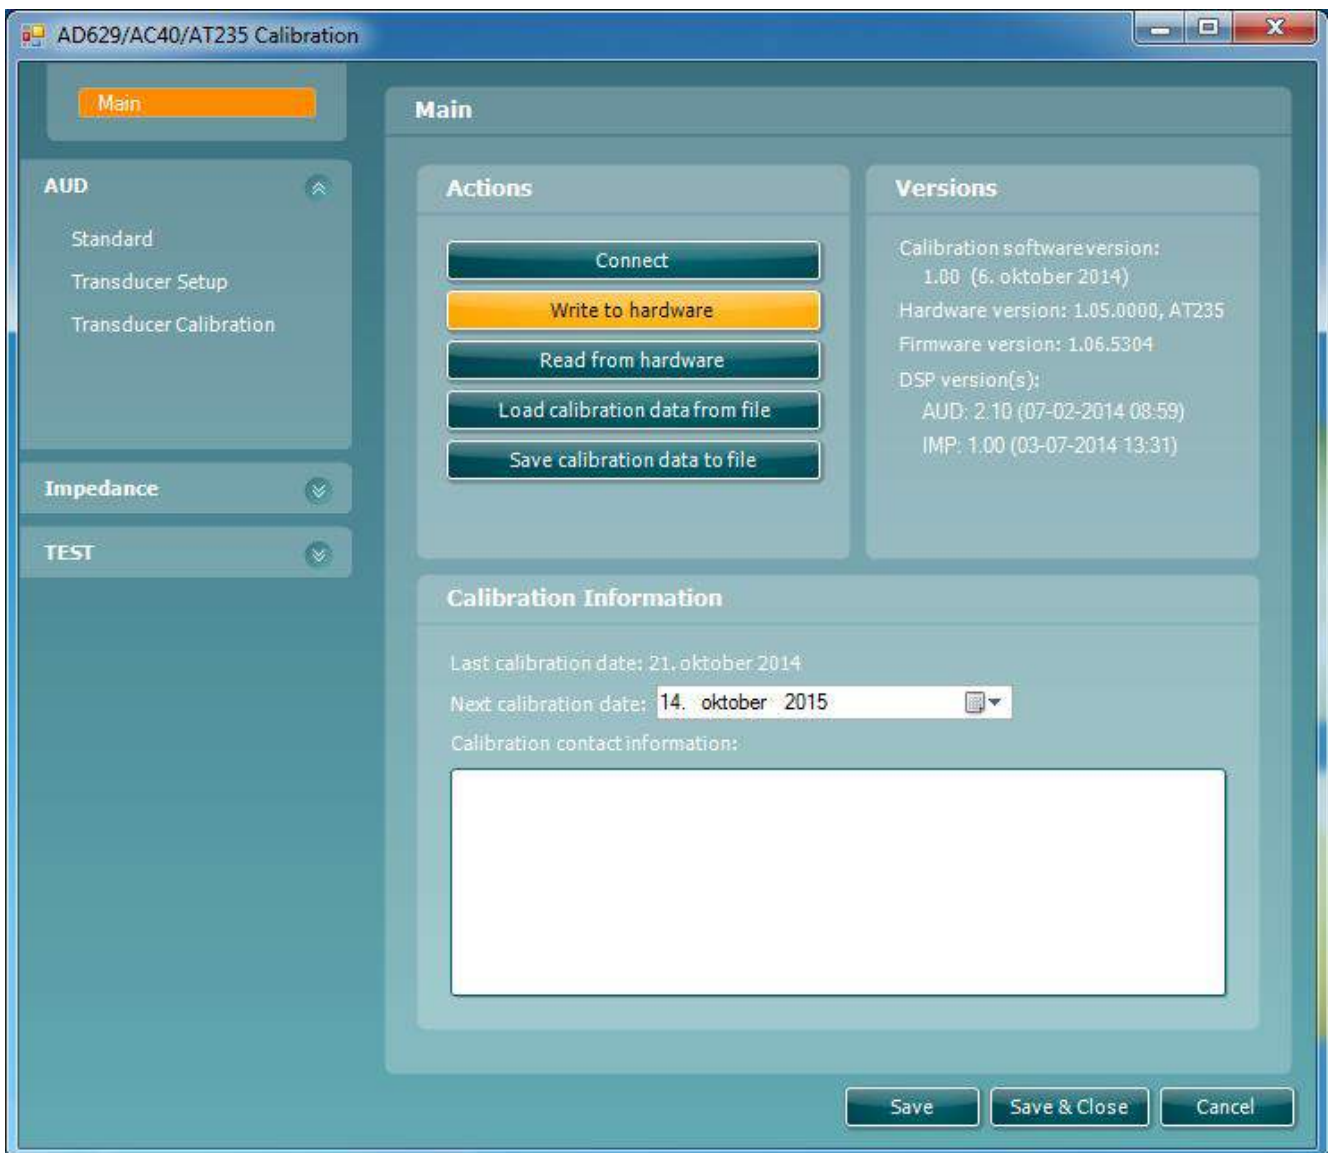 AD629/AC40/AT235 Calibration
Main
AUD
Standard
Transducer Setup
Transducer Calibration
Impedance
TEST
Main
Actions
Connect
Write to hardware
Read from hardware
Load calibration data from file
Save calibration data to file
Versions
Calibration software version:
1.00 (6. oktober 2014)
Hardware version: 1.05.0000, AT235
Firmware version: 1.06.5304
DSP version(s):
AUD: 2.10 (07-02-2014 08:59)
IMP: 1.00 (03-07-2014 13:31)
Calibration Information
Last calibration date: 21. oktober 2014
Next calibration date: 14. oktober 2015
Calibration contact information:
Save
Save & Close
Cancel